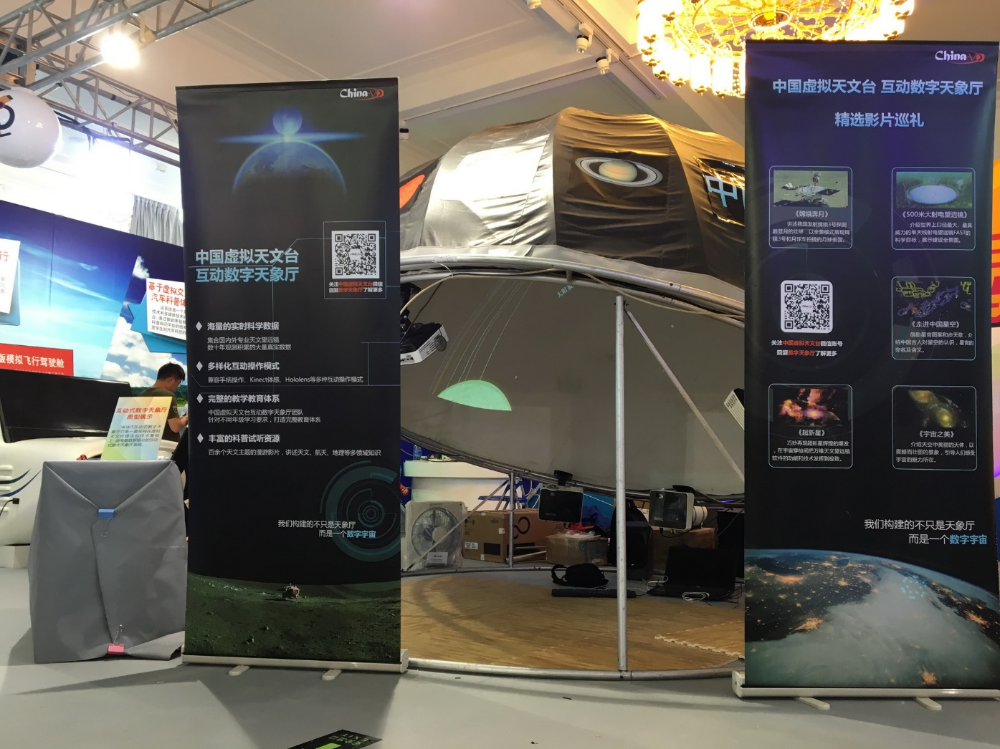 China-VO
中国虚拟天文台
互动数字天象厅
关注中国虚拟天文台微信
回复数字天象厅了解更多
海量的实时科学数据
集合国内外专业天文望远镜
数十年观测积累的大量真实数据
多样化互动操作模式
兼容手柄操作、Kinect体感、Hololens等多种互动操作模式
完整的教学教育体系
中国虚拟天文台互动数字天象厅团队
针对不同年级学习要求，打造完整教育体系
丰富的科普试听资源
百余个天文主题的漫游影片，讲述天文、航天、地理等多领域知识
我们构建的不只是天象厅
而是一个数字宇宙
China-VO
中国虚拟天文台 互动数字天象厅
精选影片巡礼
《嫦娥奔月》
讲述我国发射嫦娥3号探测
器登月的壮举，以全景模式展现嫦
娥3号和月球车拍摄的月球表面。
《500米大射电望远镜》
介绍世界上口径最大、最具
威力的单天线射电望远镜FAST的
科学目标，展示建设全景图。
关注中国虚拟天文台微信账号
回复数字天象厅了解更多
《走进中国星空》
借助星官图案和步天歌，介
绍中国古人对星空的认识，星官的
命名及含义。
《超新星》
巧妙再现超新星辉煌的爆发
，在宇宙穿梭间把万维天文望远镜
软件的功能和技术发挥到极致。
《宇宙之美》
介绍天空中美丽的天体，以
震撼而壮丽的景象，引导人们感受
宇宙的魅力所在。
我们构建的不只是天象厅
而是一个数字宇宙
中
太阳系
行
基于虚拟交
汽车科普体
版模拟飞行驾驶舱
互动式数字天象厅
原型展示
EXIT